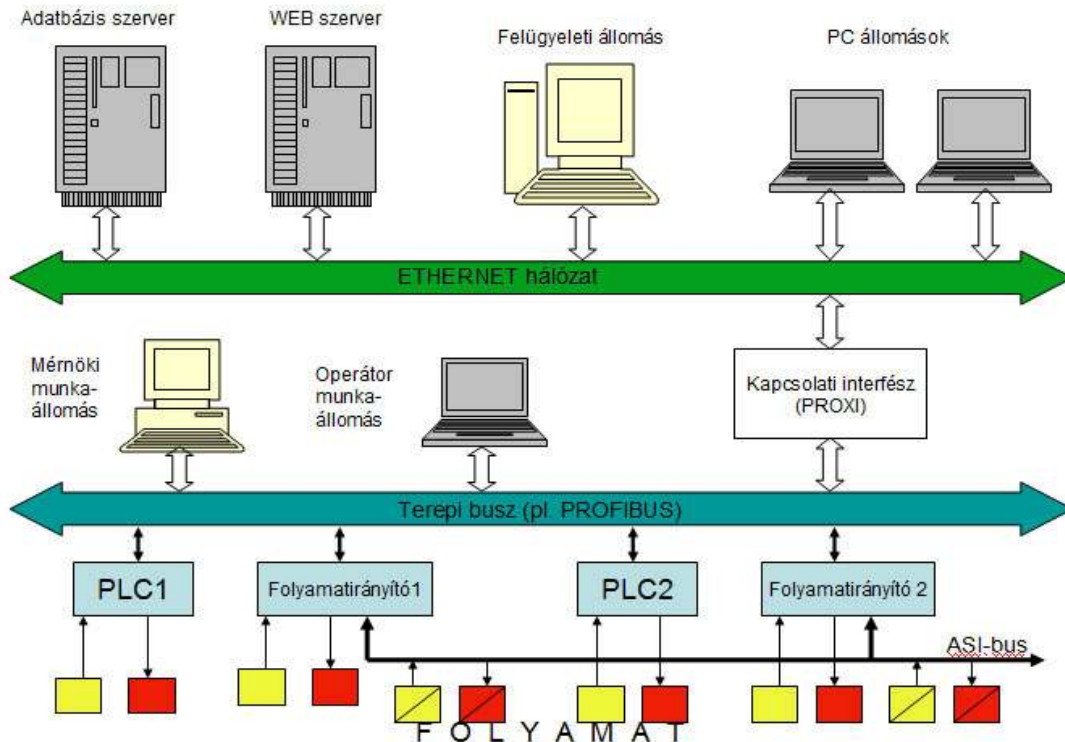 Adatbázis szerver
WEB szerver
Felügyeleti állomás
PC állomások
ETHERNET hálózat
Mérnöki
munka-
állomás
Operátor
munka-
állomás
Kapcsolati interfész
(PROXI)
Terepi busz (pl. PROFIBUS)
PLC1
Folyamatirányító1
PLC2
Folyamatirányító 2
ASI-bus
F O L Y A M A T